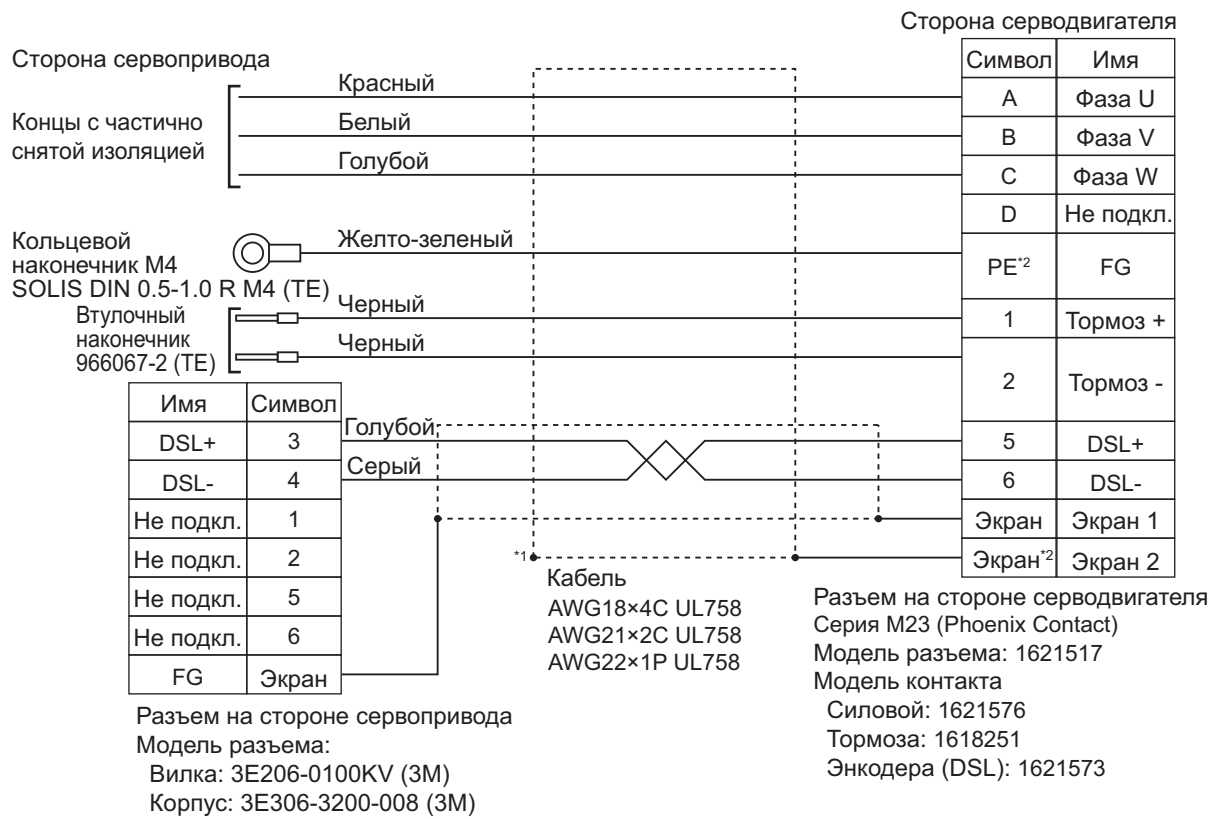 Сторона серводвигателя
Сторона сервопривода
Символ Имя
Красный
A Фаза U
Концы с частично
снятой изоляцией
Белый
B Фаза V
Голубой
C Фаза W
D Не подкл.
Кольцевой
наконечник М4
SOLIS DIN 0.5-1.0 R M4 (TE)
Желто-зеленый
PE*2 FG
Втулочный
наконечник
966067-2 (TE)
Черный
1 Тормоз +
Черный
2 Тормоз -
Имя Символ
DSL+ 3
Голубой
5 DSL+
DSL- 4
Серый
6 DSL-
Не подкл. 1
Экран Экран 1
Не подкл. 2
*1
Экран*2 Экран 2
Не подкл. 5
Не подкл. 6
FG Экран
Кабель
AWG18×4C UL758
AWG21×2C UL758
AWG22×1P UL758
Разъем на стороне серводвигателя
Серия M23 (Phoenix Contact)
Модель разъема: 1621517
Модель контакта
Силовой: 1621576
Тормоза: 1618251
Энкодера (DSL): 1621573
Разъем на стороне сервопривода
Модель разъема:
Вилка: 3E206-0100KV (3M)
Корпус: 3E306-3200-008 (3M)